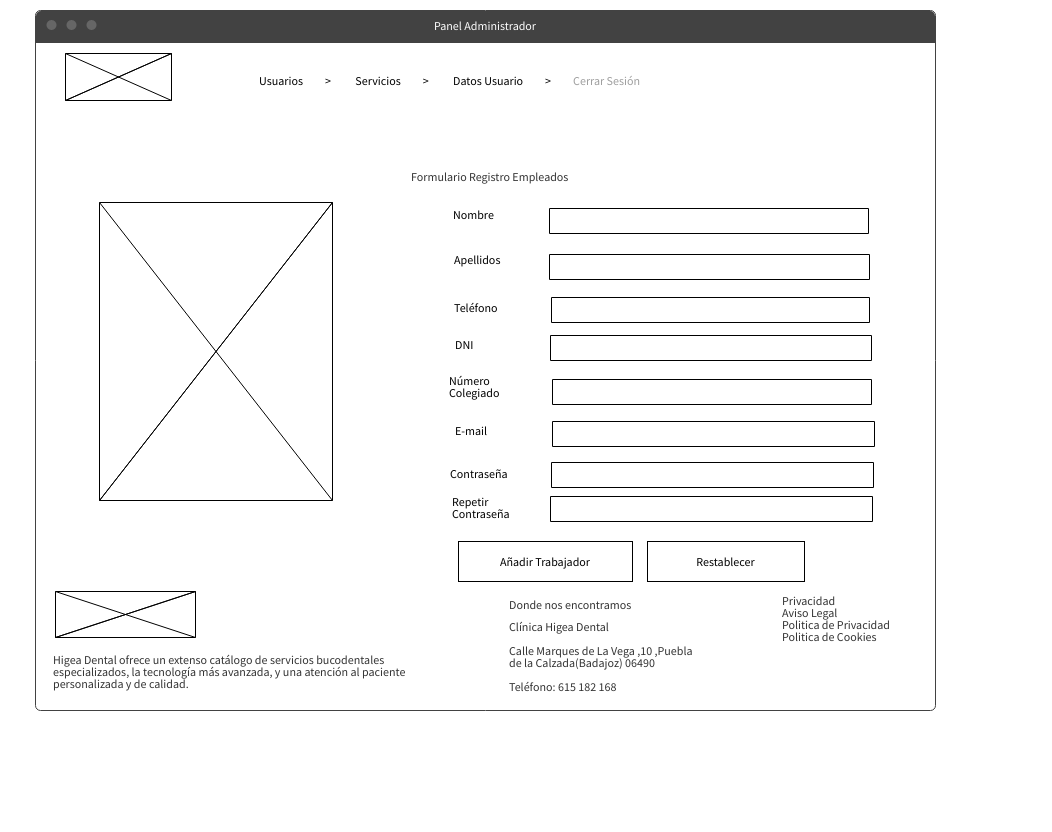 Panel Administrador
Usuarios > Servicios > Datos Usuario > Cerrar Sesión
Formulario Registro Empleados
Nombre
Apellidos
Teléfono
DNI
Número
Colegiado
E-mail
Contraseña
Repetir
Contraseña
Añadir Trabajador
Restablecer
Higea Dental ofrece un extenso catálogo de servicios bucodentales
especializados, la tecnología más avanzada, y una atención al paciente
personalizada y de calidad.
Donde nos encontramos
Clínica Higea Dental
Calle Marques de La Vega ,10 ,Puebla
de la Calzada(Badajoz) 06490
Teléfono: 615 182 168
Privacidad
Aviso Legal
Politica de Privacidad
Politica de Cookies